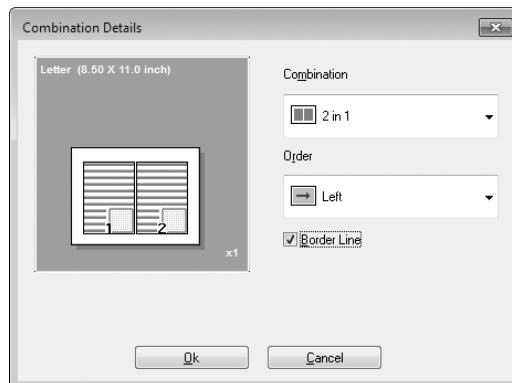 Combination Details
Letter (8.50 X 11.0 inch)
1 2
x1
Combination
2 in 1
Order
Left
Border Line
Ok
Cancel